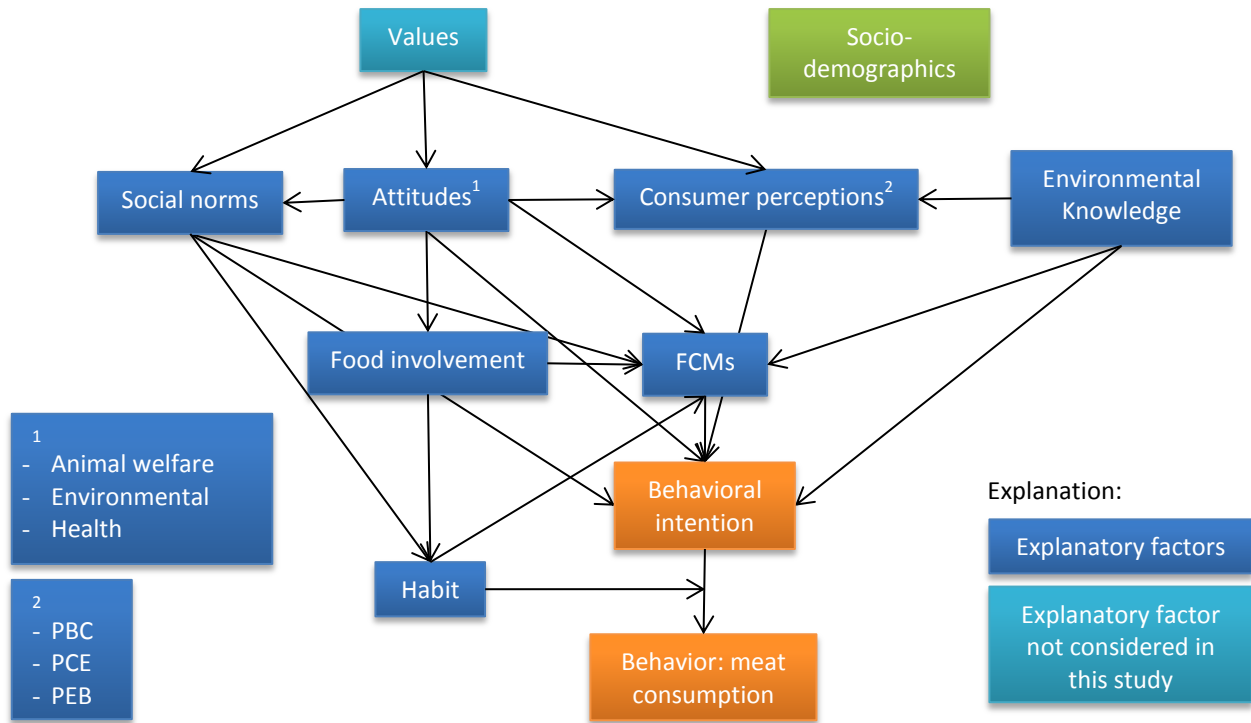 Values
Socio-
demographics
Social norms
Attitudes¹
Consumer perceptions²
Environmental
Knowledge
Food involvement
FCMs
1
- Animal welfare
- Environmental
- Health
Behavioral
intention
Explanation:
Explanatory factors
Habit
2
- PBC
- PCE
- PEB
Behavior: meat
consumption
Explanatory factor
not considered in
this study